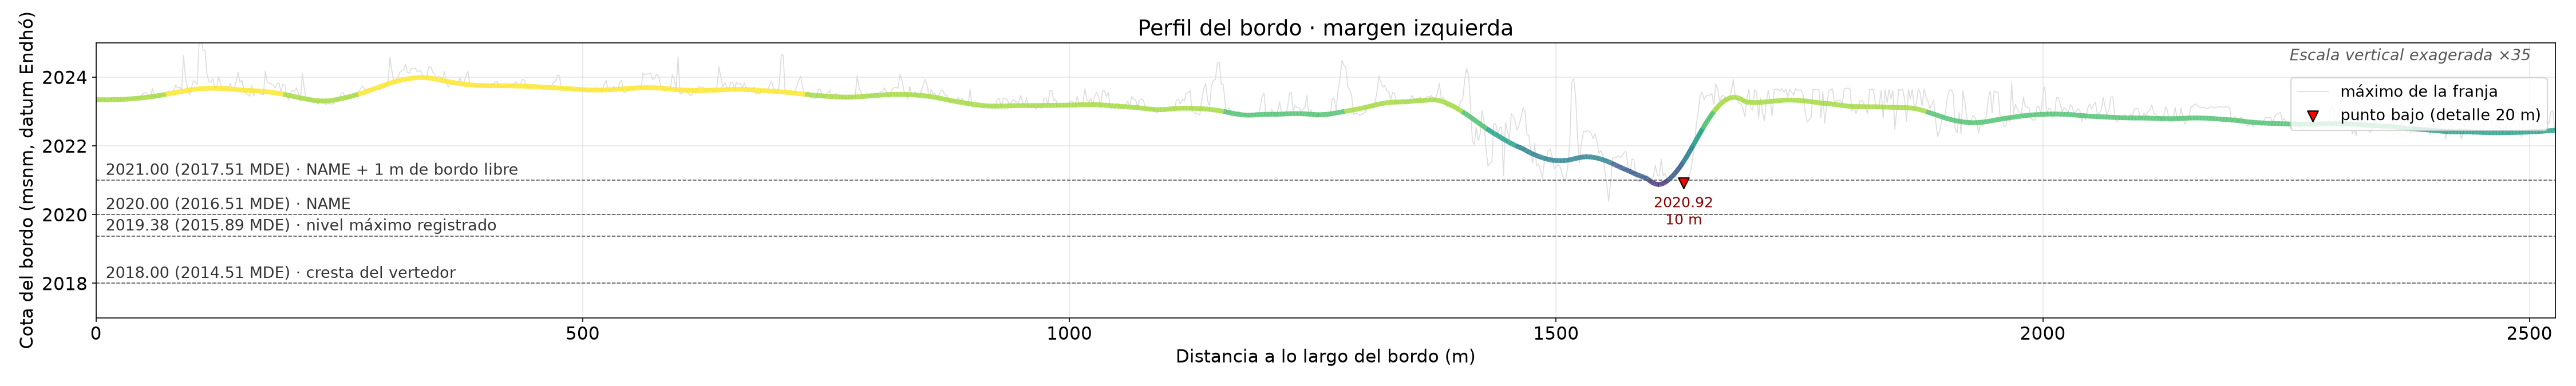 Perfil del bordo · margen izquierda
Cota del bordo (msnm, datum Endhó)
Escala vertical exagerada ×35
máximo de la franja
punto bajo (detalle 20 m)
2024
2022
2020
2018
2021.00 (2017.51 MDE) · NAME + 1 m de bordo libre
2020.00 (2016.51 MDE) · NAME
2019.38 (2015.89 MDE) · nivel máximo registrado
2018.00 (2014.51 MDE) · cresta del vertedor
2020.92
10 m
0 500 1000 1500 2000 2500
Distancia a lo largo del bordo (m)